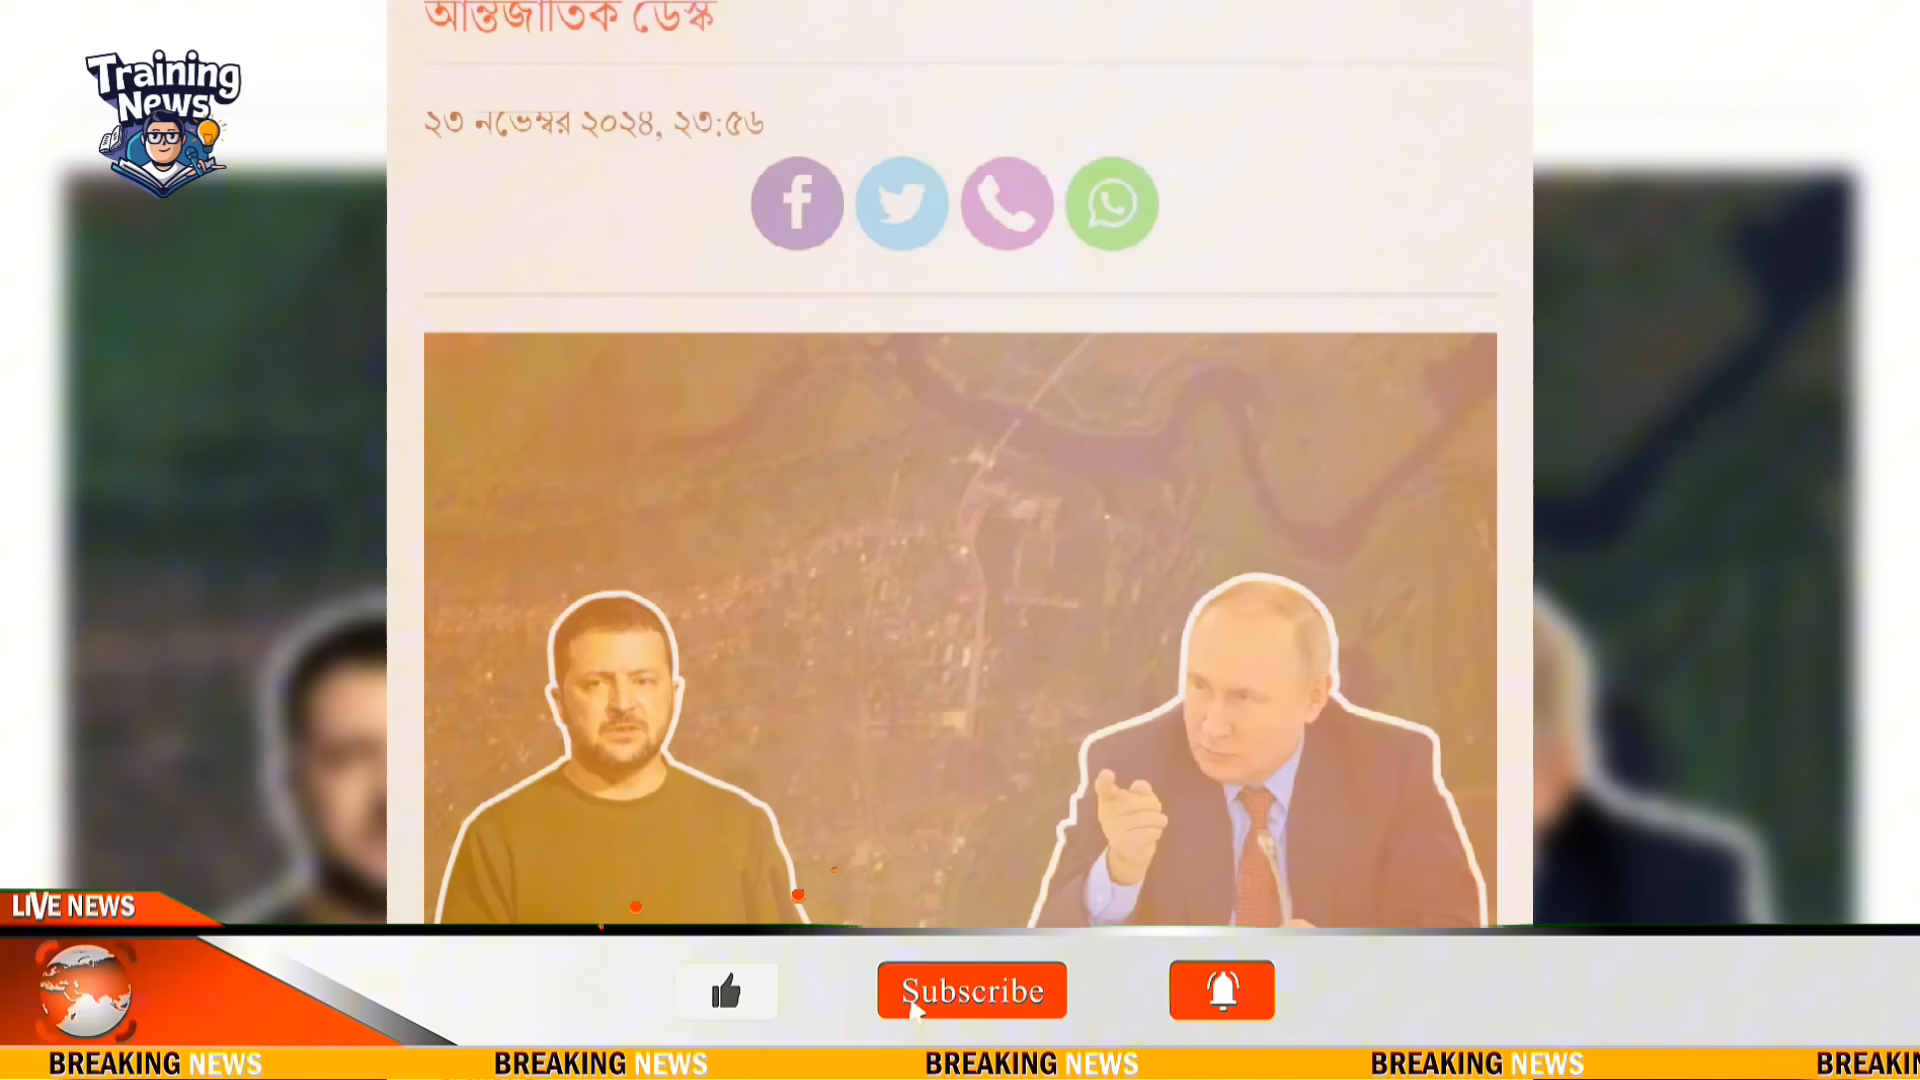 আন্তর্জাতিক ডেস্ক
Training
News
২৩ নভেম্বর ২০২৪, ২৩:৫৬
LIVE NEWS
Subscribe
BREAKING NEWS BREAKING NEWS BREAKING NEWS BREAKING NEWS BREAKIN